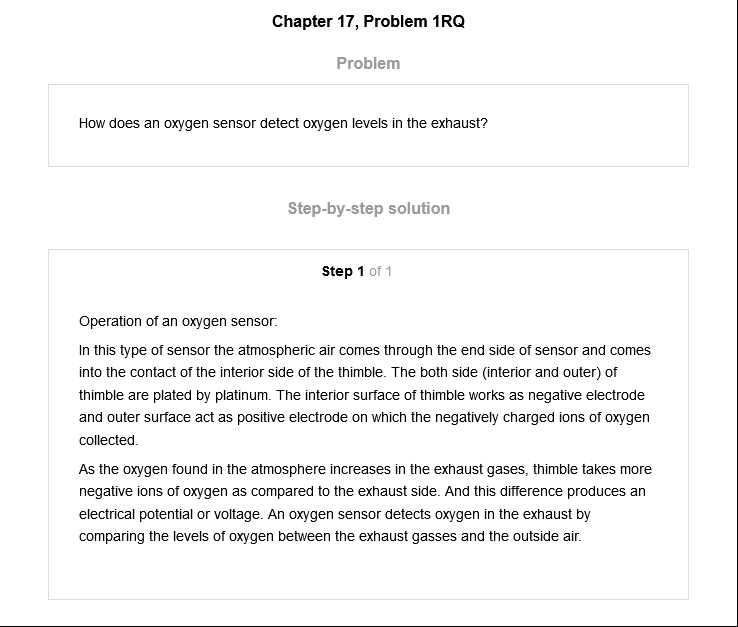 Chapter 17, Problem 1RQ
Problem
How does an oxygen sensor detect oxygen levels in the exhaust?
Step-by-step solution
Step 1 of 1
Operation of an oxygen sensor:
In this type of sensor the atmospheric air comes through the end side of sensor and comes
into the contact of the interior side of the thimble. The both side (interior and outer) of
thimble are plated by platinum. The interior surface of thimble works as negative electrode
and outer surface act as positive electrode on which the negatively charged ions of oxygen
collected.
As the oxygen found in the atmosphere increases in the exhaust gases, thimble takes more
negative ions of oxygen as compared to the exhaust side. And this difference produces an
electrical potential or voltage. An oxygen sensor detects oxygen in the exhaust by
comparing the levels of oxygen between the exhaust gasses and the outside air.